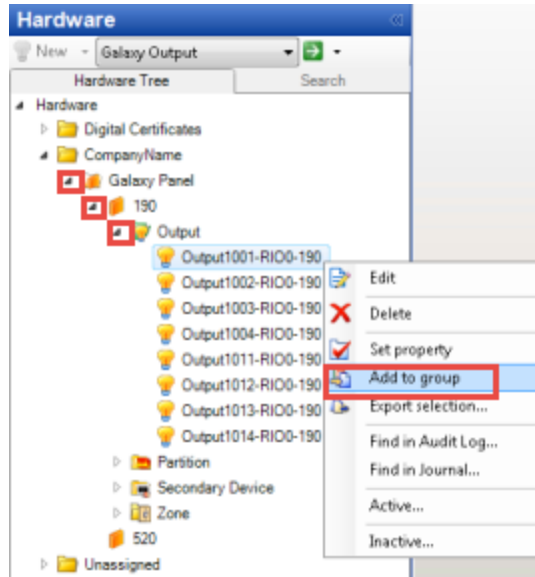 Hardware
New Galaxy Output
Hardware Tree Search
Hardware
Digital Certificates
CompanyName
Galaxy Panel
190
Output
Output1001-RIO0-190
Output1002-RIO0-190
Output1003-RIO0-190
Output1004-RIO0-190
Output1011-RIO0-190
Output1012-RIO0-190
Output1013-RIO0-190
Output1014-RIO0-190
Partition
Secondary Device
Zone
520
Unassigned
Edit
Delete
Set property
Add to group
Export selection...
Find in Audit Log...
Find in Journal...
Active...
Inactive...